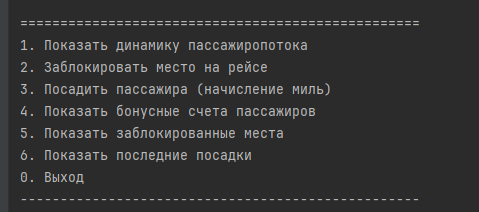 ==================================================
1. Показать динамику пассажиропотока
2. Заблокировать место на рейсе
3. Посадить пассажира (начисление миль)
4. Показать бонусные счета пассажиров
5. Показать заблокированные места
6. Показать последние посадки
0. Выход
--------------------------------------------------